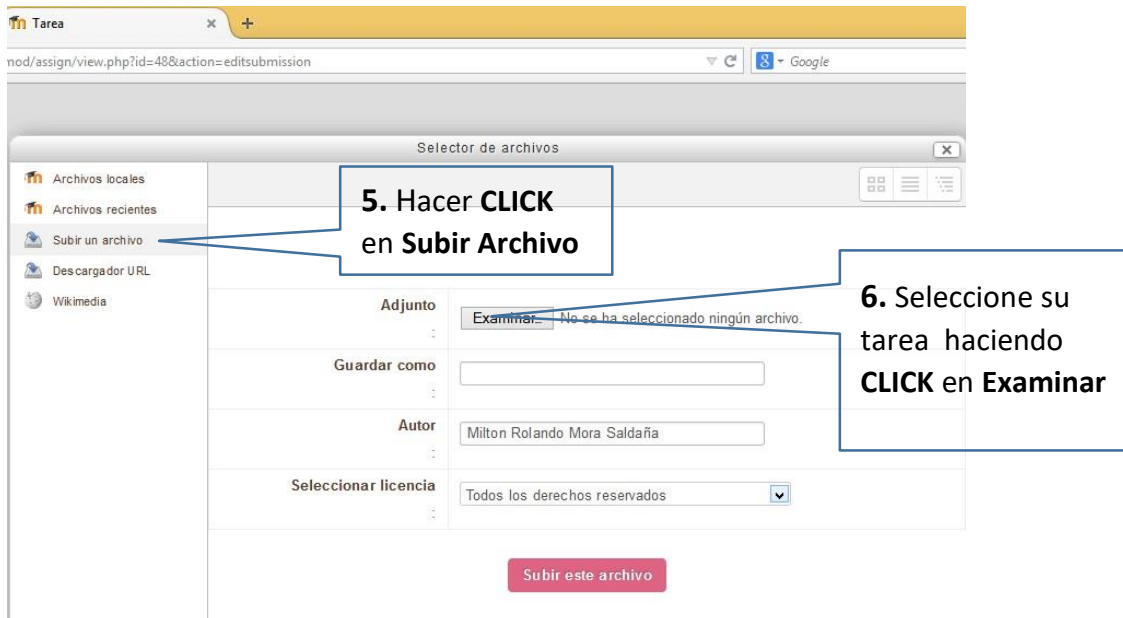 Tarea
mod/assign/view.php?id=48&action=editsubmission
Google
Selector de archivos
Archivos locales
Archivos recientes
Subir un archivo
Descargador URL
Wikimedia
5. Hacer CLICK
en Subir Archivo
6. Seleccione su
tarea haciendo
CLICK en Examinar
Adjunto
:
Examinar... No se ha seleccionado ningún archivo.
Guardar como
:
Autor
:
Milton Rolando Mora Saldaña
Seleccionar licencia
:
Todos los derechos reservados
Subir este archivo